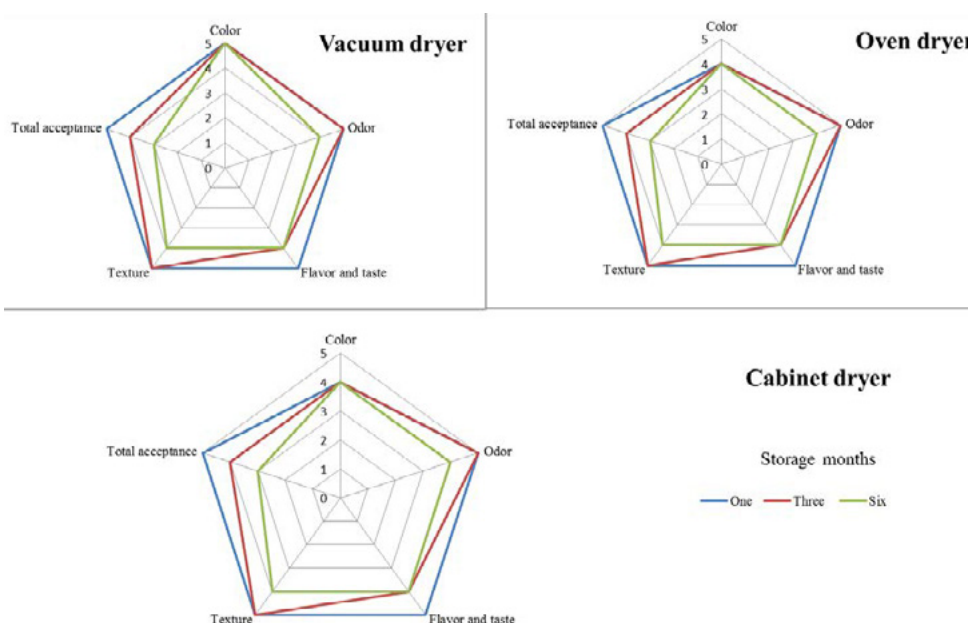 Color
Vacuum dryer
5
4
3
2
1
0
Total acceptance
Odor
Texture
Flavor and taste
Color
Oven dryer
5
4
3
2
1
0
Total acceptance
Odor
Texture
Flavor and taste
Color
Cabinet dryer
5
4
3
2
1
0
Total acceptance
Odor
Texture
Flavor and taste
Storage months
One Three Six